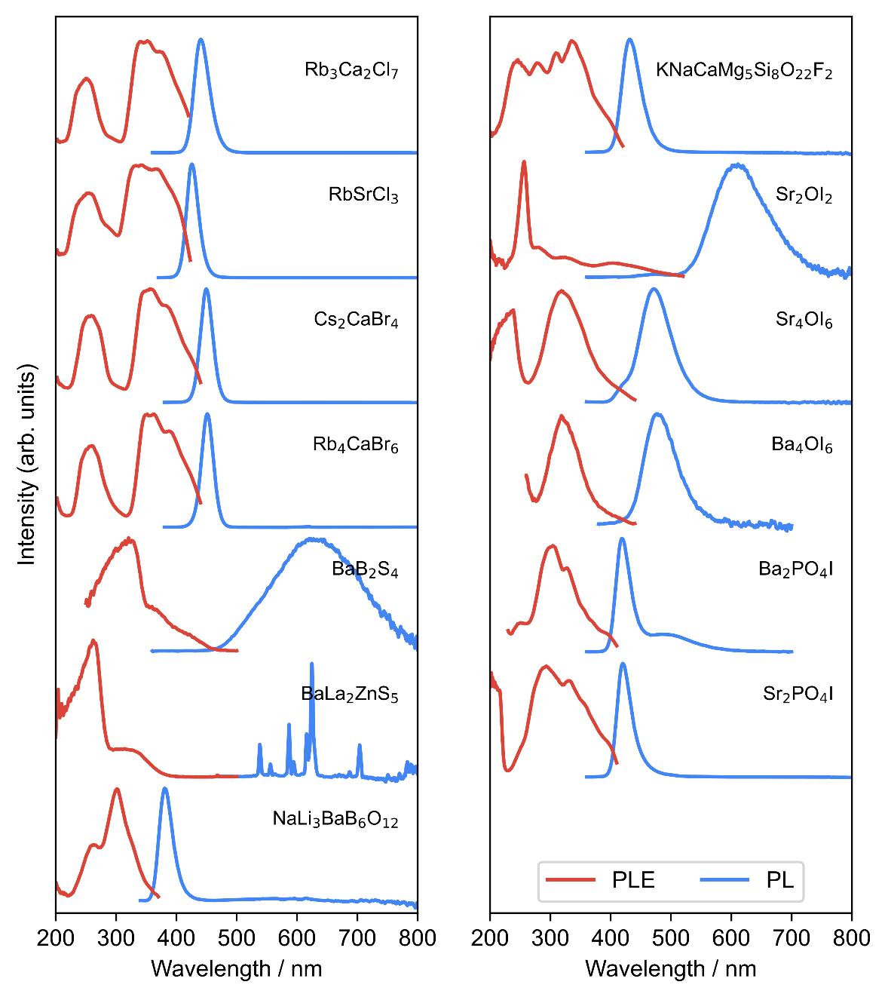 Intensity (arb. units)
Rb₃Ca₂Cl₇
RbSrCl₃
Cs₂CaBr₄
Rb₄CaBr₆
BaB₂S₄
BaLa₂ZnS₅
NaLi₃BaB₆O₁₂
200 300 400 500 600 700 800
Wavelength / nm
KNaCaMg₅Si₈O₂₂F₂
Sr₂OI₂
Sr₄OI₆
Ba₄OI₆
Ba₂PO₄I
Sr₂PO₄I
PLE PL
200 300 400 500 600 700 800
Wavelength / nm